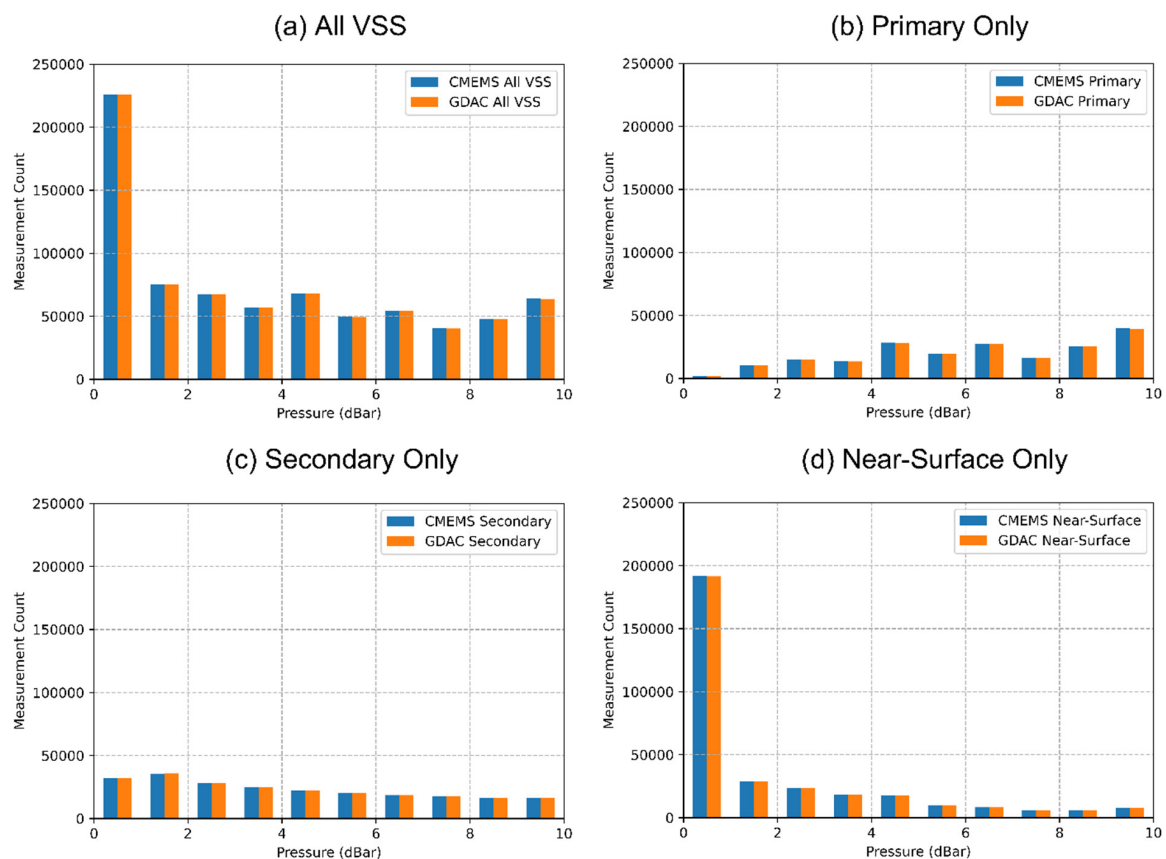 (a) All VSS
250000
200000
150000
100000
50000
0
Measurement Count
CMEMS All VSS
GDAC All VSS
0 2 4 6 8 10
Pressure (dBar)
(b) Primary Only
250000
200000
150000
100000
50000
0
Measurement Count
CMEMS Primary
GDAC Primary
0 2 4 6 8 10
Pressure (dBar)
(c) Secondary Only
250000
200000
150000
100000
50000
0
Measurement Count
CMEMS Secondary
GDAC Secondary
0 2 4 6 8 10
Pressure (dBar)
(d) Near-Surface Only
250000
200000
150000
100000
50000
0
Measurement Count
CMEMS Near-Surface
GDAC Near-Surface
0 2 4 6 8 10
Pressure (dBar)